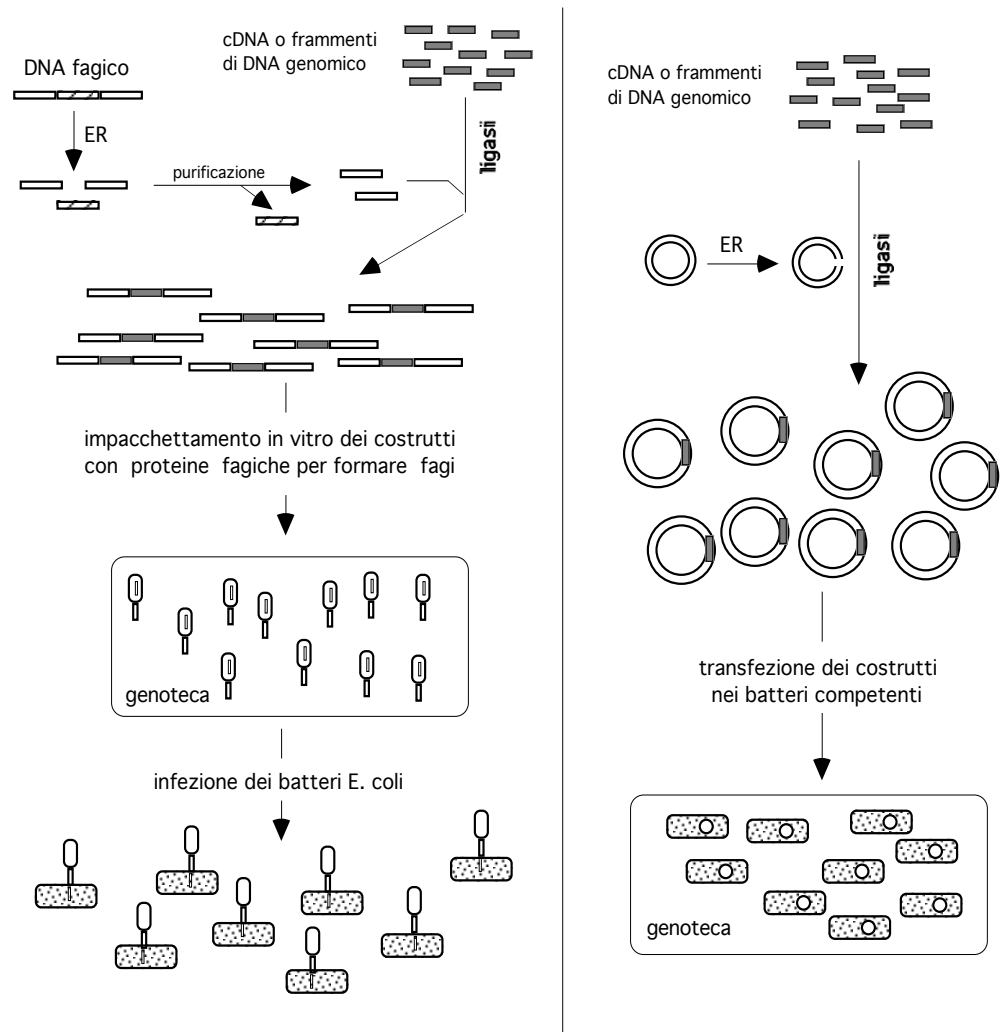 cDNA o frammenti
di DNA genomico
DNA fagico
ER
ligasi
purificazione
impacchettamento in vitro dei costrutti
con proteine fagiche per formare fagi
genoteca
infezione dei batteri E. coli
cDNA o frammenti
di DNA genomico
ER
ligasi
transfezione dei costrutti
nei batteri competenti
genoteca